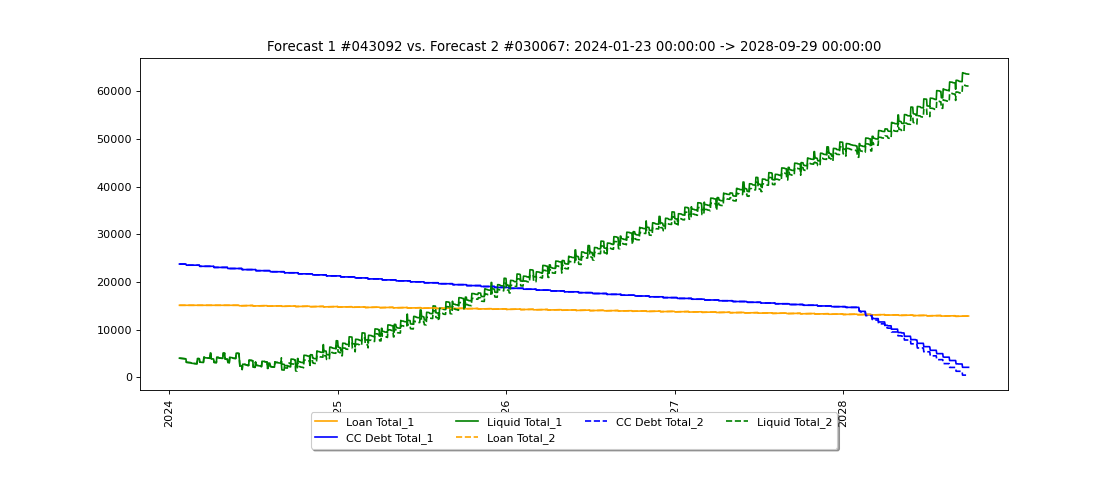 Forecast 1 #043092 vs. Forecast 2 #030067: 2024-01-23 00:00:00 -> 2028-09-29 00:00:00
60000
50000
40000
30000
20000
10000
0
2024
25
26
27
2028
Loan Total_1
Liquid Total_1
CC Debt Total_2
Liquid Total_2
CC Debt Total_1
Loan Total_2